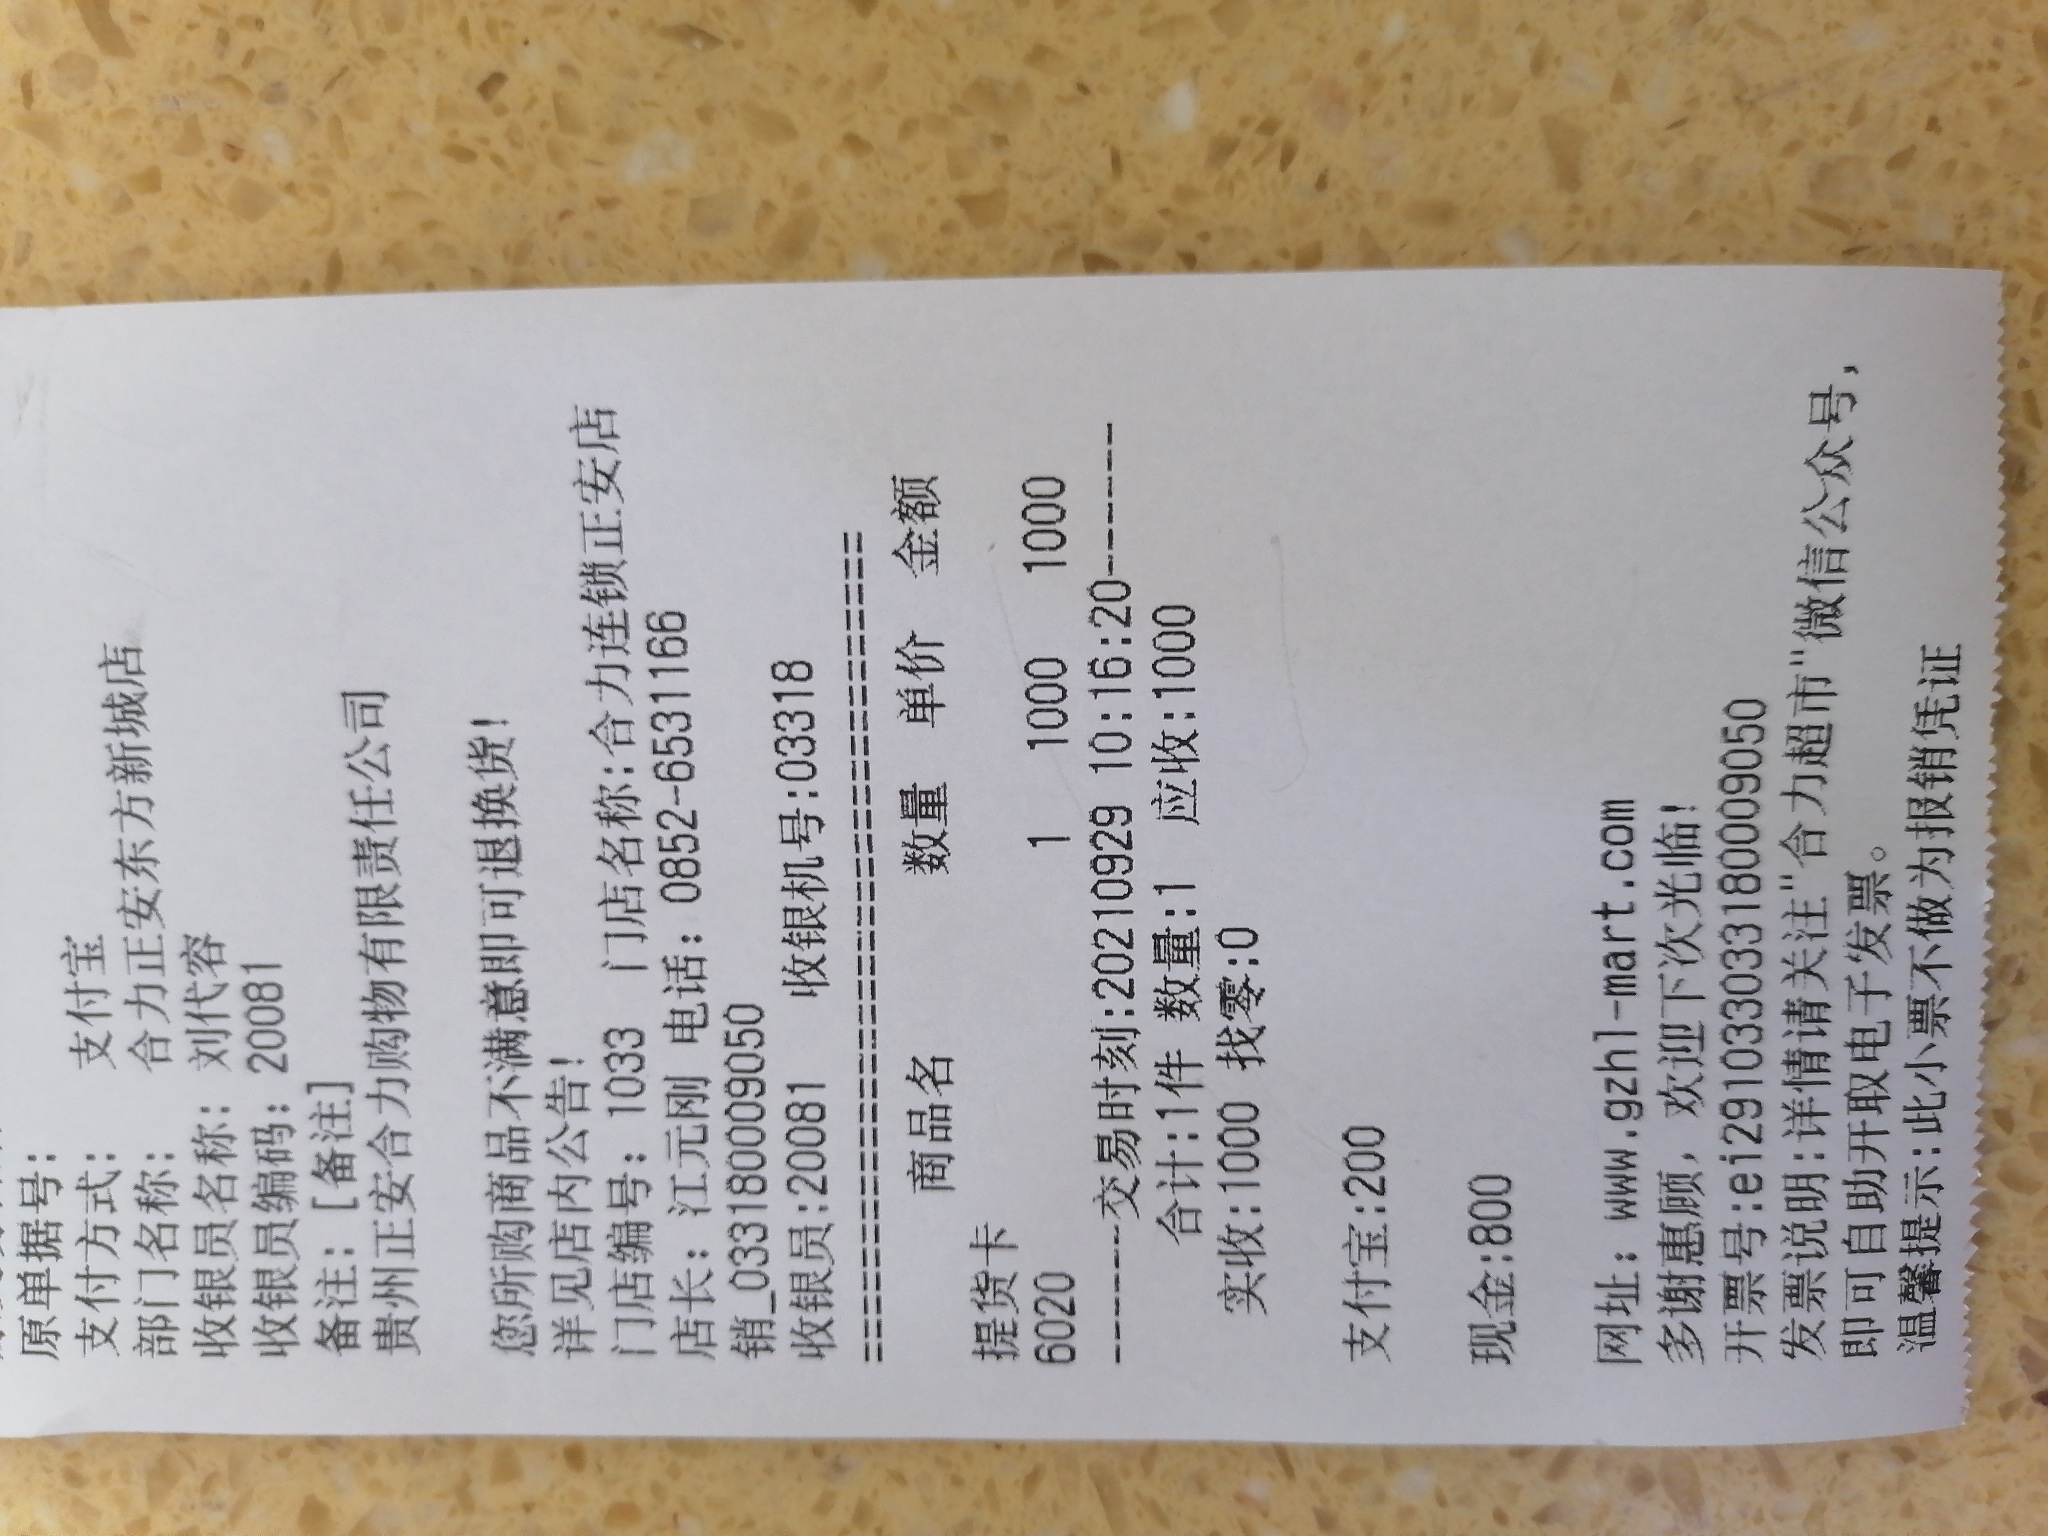 原单据号:
支付方式: 支付宝
部门名称: 合力正安东方新城店
收银员名称: 刘代容
收银员编码: 20081
备注: [备注]
贵州正安合力购物有限责任公司
您所购商品不满意即可退换货!
详见店内公告!
门店编号: 1033 门店名称:合力连锁正安店
店长: 江元刚 电话: 0852-6531166
销_0331800009050
收银员:20081 收银机号:03318
========================================
商品名 数量 单价 金额
提货卡
6020 1 1000 1000
--------交易时刻:20210929 10:16:20---------
合计:1件 数量:1 应收:1000
实收:1000 找零:0
支付宝:200
现金:800
网址: www.gzhl-mart.com
多谢惠顾, 欢迎下次光临!
开票号:ei2910330331800009050
发票说明:详情请关注"合力超市"微信公众号,
即可自助开取电子发票。
温馨提示:此小票不做为报销凭证